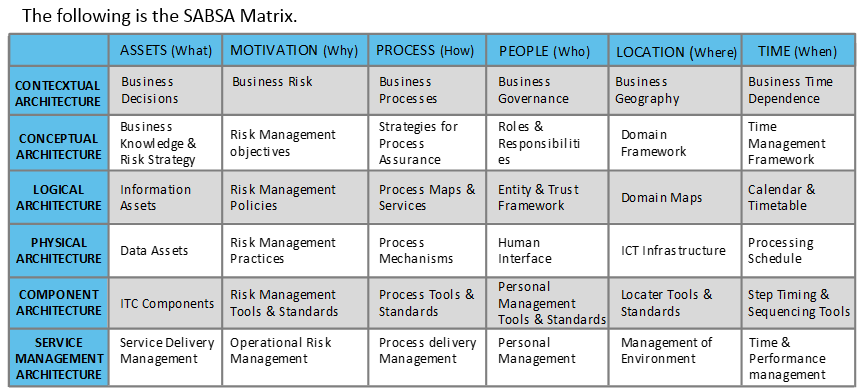 The following is the SABSA Matrix.
ASSETS (What) MOTIVATION (Why) PROCESS (How) PEOPLE (Who) LOCATION (Where) TIME (When)
CONTECXTUAL
ARCHITECTURE
Business
Decisions
Business Risk
Business
Processes
Business
Governance
Business
Geography
Business Time
Dependence
CONCEPTUAL
ARCHITECTURE
Business
Knowledge &
Risk Strategy
Risk Management
objectives
Strategies for
Process
Assurance
Roles &
Responsibiliti
es
Domain
Framework
Time
Management
Framework
LOGICAL
ARCHITECTURE
Information
Assets
Risk Management
Policies
Process Maps &
Services
Entity & Trust
Framework
Domain Maps
Calendar &
Timetable
PHYSICAL
ARCHITECTURE
Data Assets
Risk Management
Practices
Process
Mechanisms
Human
Interface
ICT Infrastructure
Processing
Schedule
COMPONENT
ARCHITECTURE
ITC Components
Risk Management
Tools & Standards
Process Tools &
Standards
Personal
Management
Tools & Standards
Locater Tools &
Standards
Step Timing &
Sequencing Tools
SERVICE
MANAGEMENT
ARCHITECTURE
Service Delivery
Management
Operational Risk
Management
Process delivery
Management
Personal
Management
Management of
Environment
Time &
Performance
management